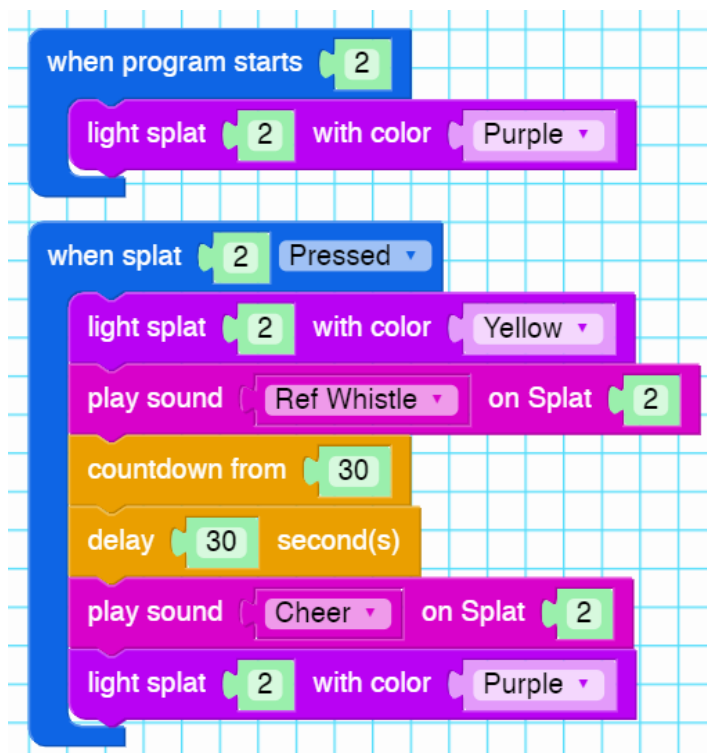 when program starts 2
light splat 2 with color Purple
when splat 2 Pressed
light splat 2 with color Yellow
play sound Ref Whistle on Splat 2
countdown from 30
delay 30 second(s)
play sound Cheer on Splat 2
light splat 2 with color Purple